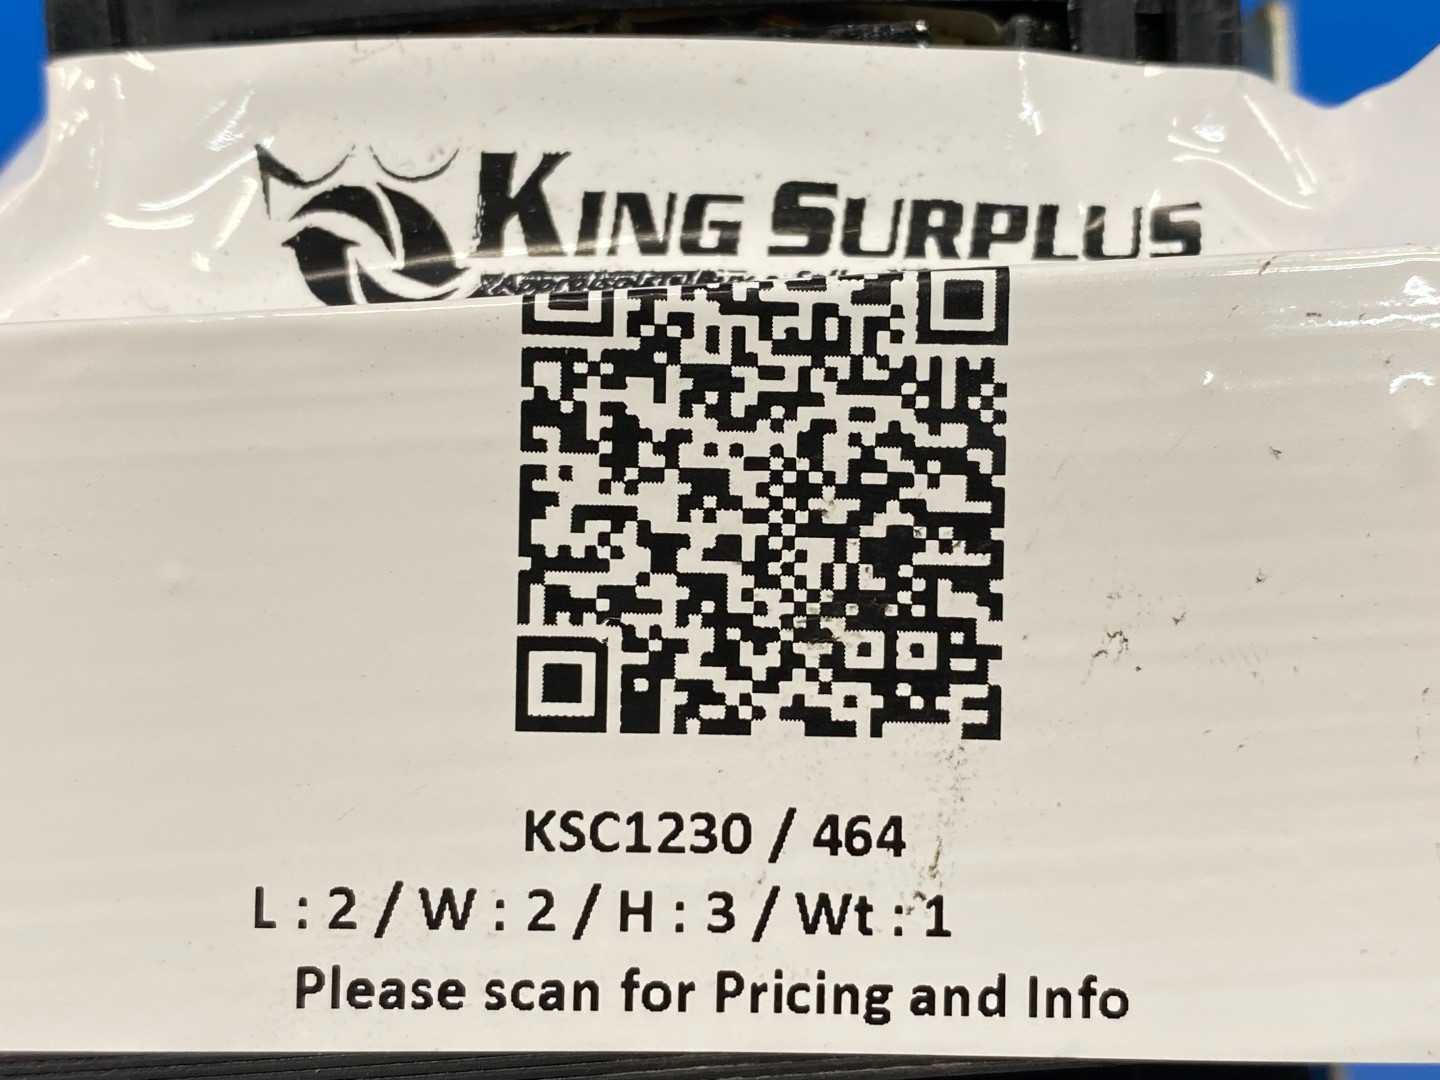 KING SURPLUS
KSC1230 / 464
L : 2 / W : 2 / H : 3 / Wt : 1
Please scan for Pricing and Info